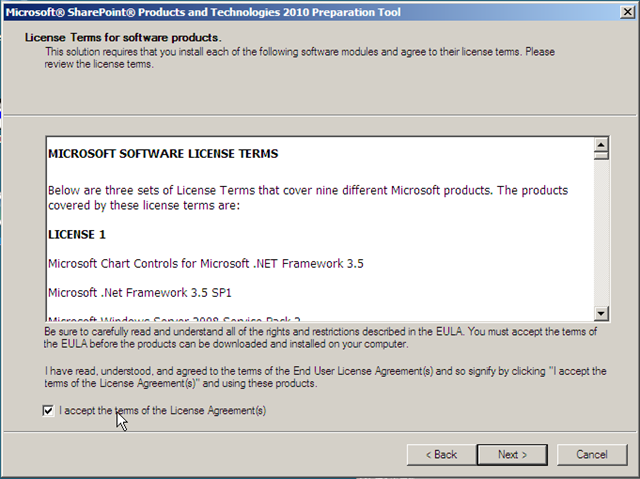 Microsoft® SharePoint® Products and Technologies 2010 Preparation Tool
License Terms for software products.
This solution requires that you install each of the following software modules and agree to their license terms. Please
review the license terms.
MICROSOFT SOFTWARE LICENSE TERMS
Below are three sets of License Terms that cover nine different Microsoft products. The products
covered by these license terms are:
LICENSE 1
Microsoft Chart Controls for Microsoft .NET Framework 3.5
Microsoft .Net Framework 3.5 SP1
Microsoft Windows Server 2008 Service Pack 2
Be sure to carefully read and understand all of the rights and restrictions described in the EULA. You must accept the terms of
the EULA before the products can be downloaded and installed on your computer.
I have read, understood, and agreed to the terms of the End User License Agreement(s) and so signify by clicking "I accept the
terms of the License Agreement(s)" and using these products.
I accept the terms of the License Agreement(s)
< Back Next > Cancel